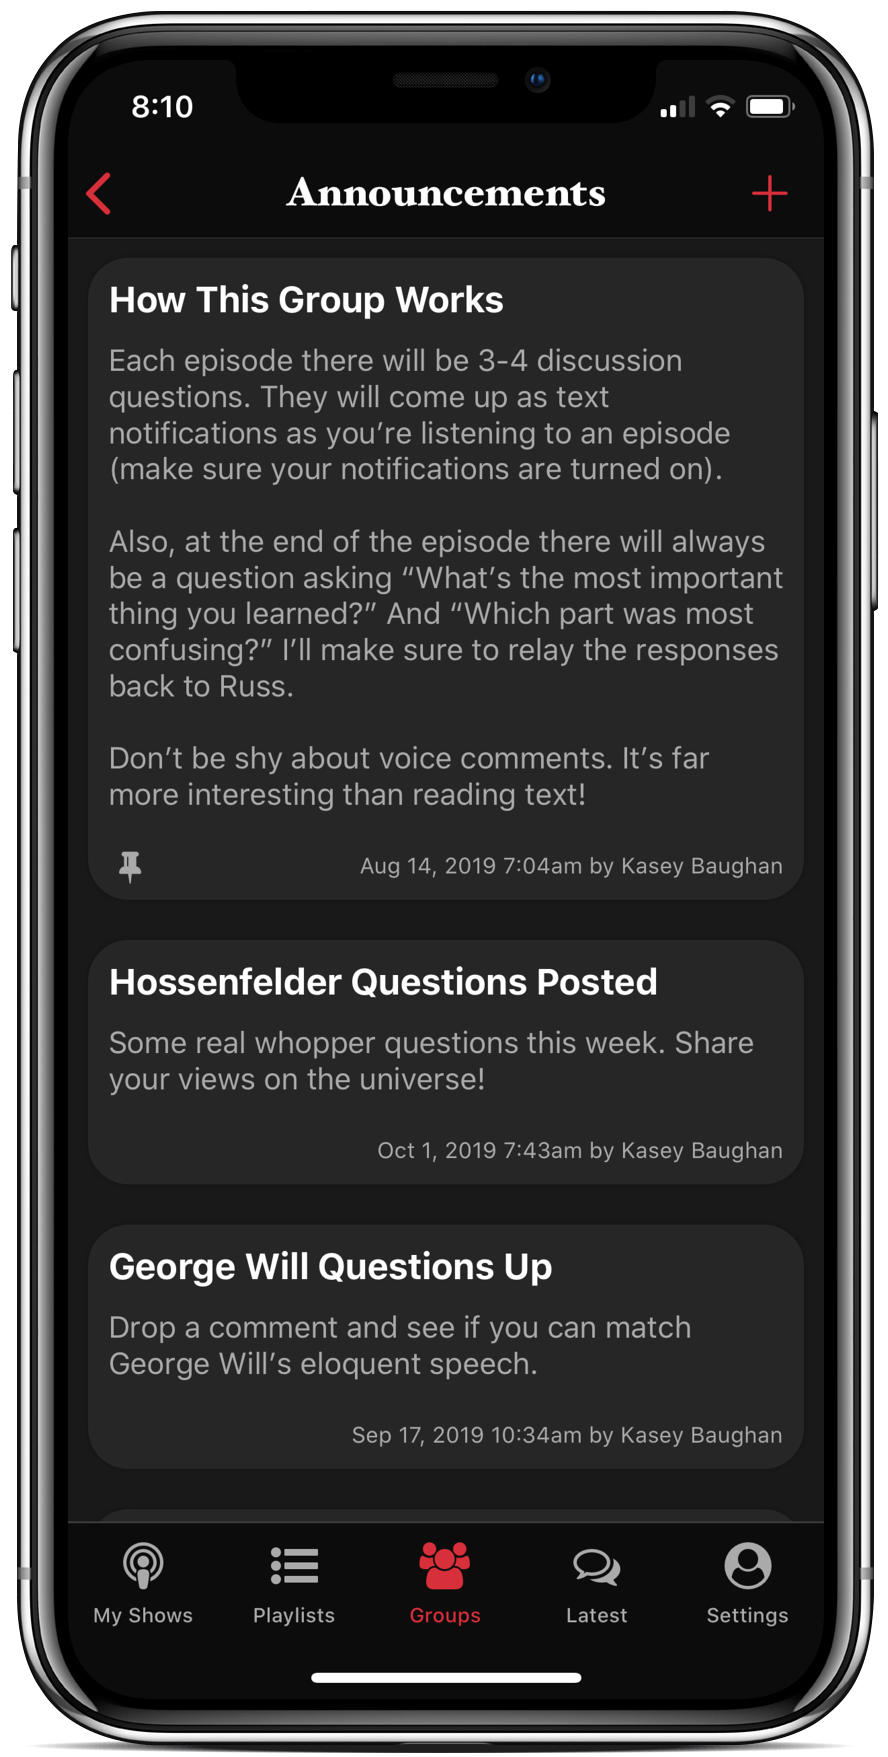 8:10
Announcements
How This Group Works
Each episode there will be 3-4 discussion
questions. They will come up as text
notifications as you’re listening to an episode
(make sure your notifications are turned on).
Also, at the end of the episode there will always
be a question asking “What’s the most important
thing you learned?” And “Which part was most
confusing?” I’ll make sure to relay the responses
back to Russ.
Don’t be shy about voice comments. It’s far
more interesting than reading text!
Aug 14, 2019 7:04am by Kasey Baughan
Hossenfelder Questions Posted
Some real whopper questions this week. Share
your views on the universe!
Oct 1, 2019 7:43am by Kasey Baughan
George Will Questions Up
Drop a comment and see if you can match
George Will’s eloquent speech.
Sep 17, 2019 10:34am by Kasey Baughan
My Shows Playlists Groups Latest Settings